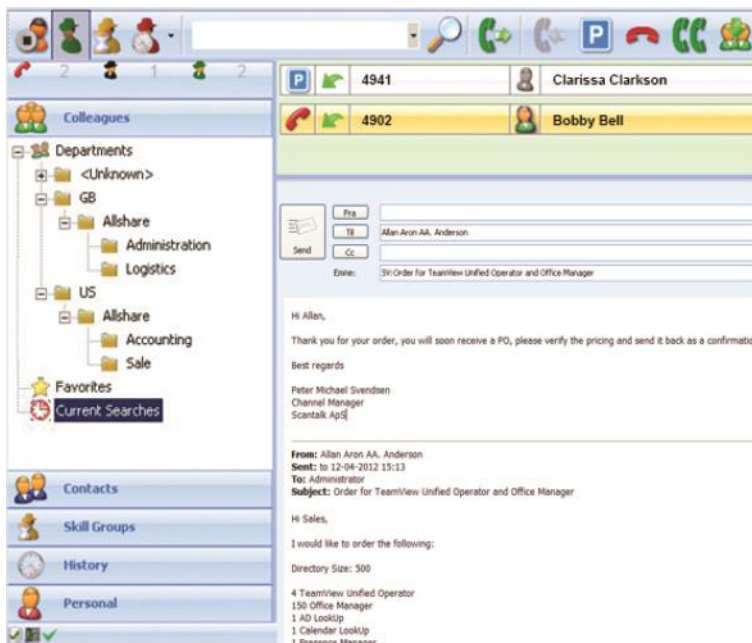 2 1 2
P 4941 Clarissa Clarkson
4902 Bobby Bell
Colleagues
Departments
<Unknown>
GB
Allshare
Administration
Logistics
US
Allshare
Accounting
Sale
Favorites
Current Searches
Contacts
Skill Groups
History
Personal
P
CC
Send
Fra
Til
Allan Aron AA. Anderson
Cc
Emne:
SV:Order for TeamView Unified Operator and Office Manager
Hi Allan,
Thank you for your order, you will soon receive a PO, please verify the pricing and send it back as a confirmatio
Best regards
Peter Michael Svendsen
Channel Manager
Scantalk ApS
From: Allan Aron AA. Anderson
Sent: to 12-04-2012 15:13
To: Administrator
Subject: Order for TeamView Unified Operator and Office Manager
Hi Sales,
I would like to order the following:
Directory Size: 500
4 TeamView Unified Operator
150 Office Manager
1 AD LookUp
1 Calendar LookUp
1 Presence Manager